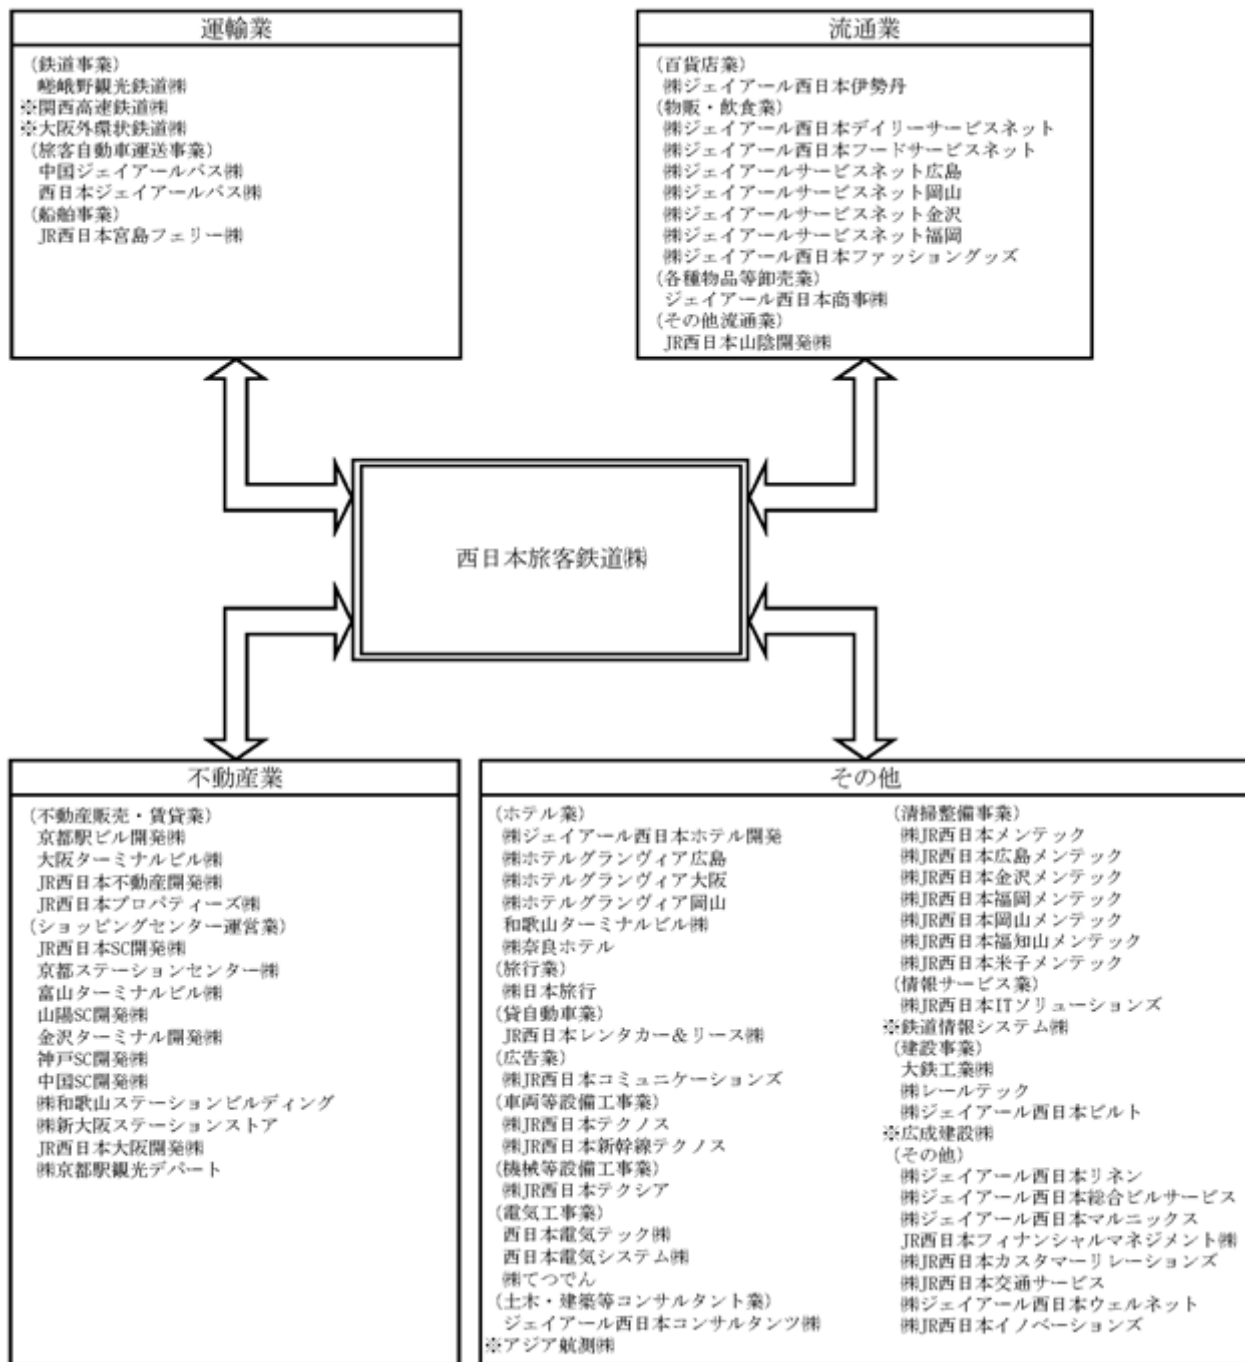 運輸業
(鉄道事業)
嵯峨野観光鉄道㈱
※関西高速鉄道㈱
※大阪外環状鉄道㈱
(旅客自動車運送事業)
中国ジェイアールバス㈱
西日本ジェイアールバス㈱
(船舶事業)
JR西日本宮島フェリー㈱
流通業
(百貨店業)
㈱ジェイアール西日本伊勢丹
(物販・飲食業)
㈱ジェイアール西日本デイリーサービスネット
㈱ジェイアール西日本フードサービスネット
㈱ジェイアールサービスネット広島
㈱ジェイアールサービスネット岡山
㈱ジェイアールサービスネット金沢
㈱ジェイアールサービスネット福岡
㈱ジェイアール西日本ファッショングッズ
(各種物品等卸売業)
ジェイアール西日本商事㈱
(その他流通業)
JR西日本山陰開発㈱
西日本旅客鉄道㈱
不動産業
(不動産販売・賃貸業)
京都駅ビル開発㈱
大阪ターミナルビル㈱
JR西日本不動産開発㈱
JR西日本プロパティーズ㈱
(ショッピングセンター運営業)
JR西日本SC開発㈱
京都ステーションセンター㈱
富山ターミナルビル㈱
山陽SC開発㈱
金沢ターミナル開発㈱
神戸SC開発㈱
中国SC開発㈱
㈱和歌山ステーションビルディング
㈱新大阪ステーションストア
JR西日本大阪開発㈱
㈱京都駅観光デパート
その他
(ホテル業)
㈱ジェイアール西日本ホテル開発
㈱ホテルグランヴィア広島
㈱ホテルグランヴィア大阪
㈱ホテルグランヴィア岡山
和歌山ターミナルビル㈱
㈱奈良ホテル
(旅行業)
㈱日本旅行
(貸自動車業)
JR西日本レンタカー＆リース㈱
(広告業)
㈱JR西日本コミュニケーションズ
(車両等設備工事業)
㈱JR西日本テクノス
㈱JR西日本新幹線テクノス
(機械等設備工事業)
㈱JR西日本テクシア
(電気工事業)
西日本電気テック㈱
西日本電気システム㈱
㈱てつでん
(土木・建築等コンサルタント業)
ジェイアール西日本コンサルタンツ㈱
※アジア航測㈱
(清掃整備事業)
㈱JR西日本メンテック
㈱JR西日本広島メンテック
㈱JR西日本金沢メンテック
㈱JR西日本福岡メンテック
㈱JR西日本岡山メンテック
㈱JR西日本福知山メンテック
㈱JR西日本米子メンテック
(情報サービス業)
㈱JR西日本ITソリューションズ
※鉄道情報システム㈱
(建設事業)
大鉄工業㈱
㈱レールテック
㈱ジェイアール西日本ビルト
※広成建設㈱
(その他)
㈱ジェイアール西日本リネン
㈱ジェイアール西日本総合ビルサービス
㈱ジェイアール西日本マルニックス
JR西日本フィナンシャルマネジメント㈱
㈱JR西日本カスタマーリレーションズ
㈱JR西日本交通サービス
㈱ジェイアール西日本ウェルネット
㈱JR西日本イノベーションズ